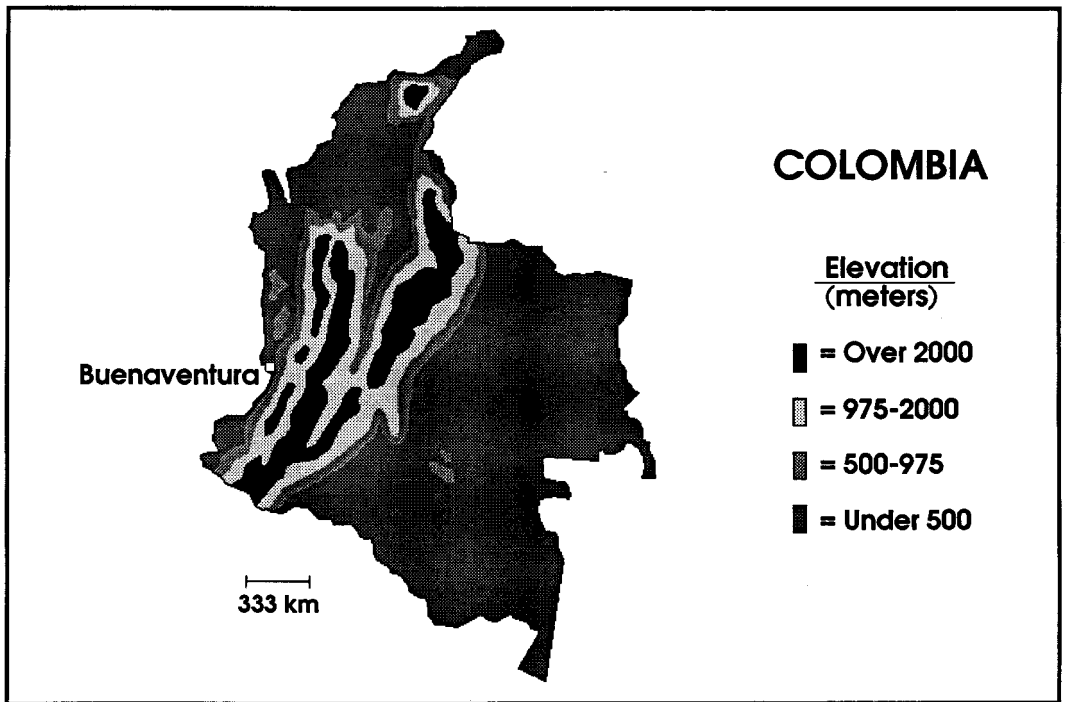 COLOMBIA
Elevation
(meters)
= Over 2000
= 975-2000
= 500-975
= Under 500
Buenaventura
333 km